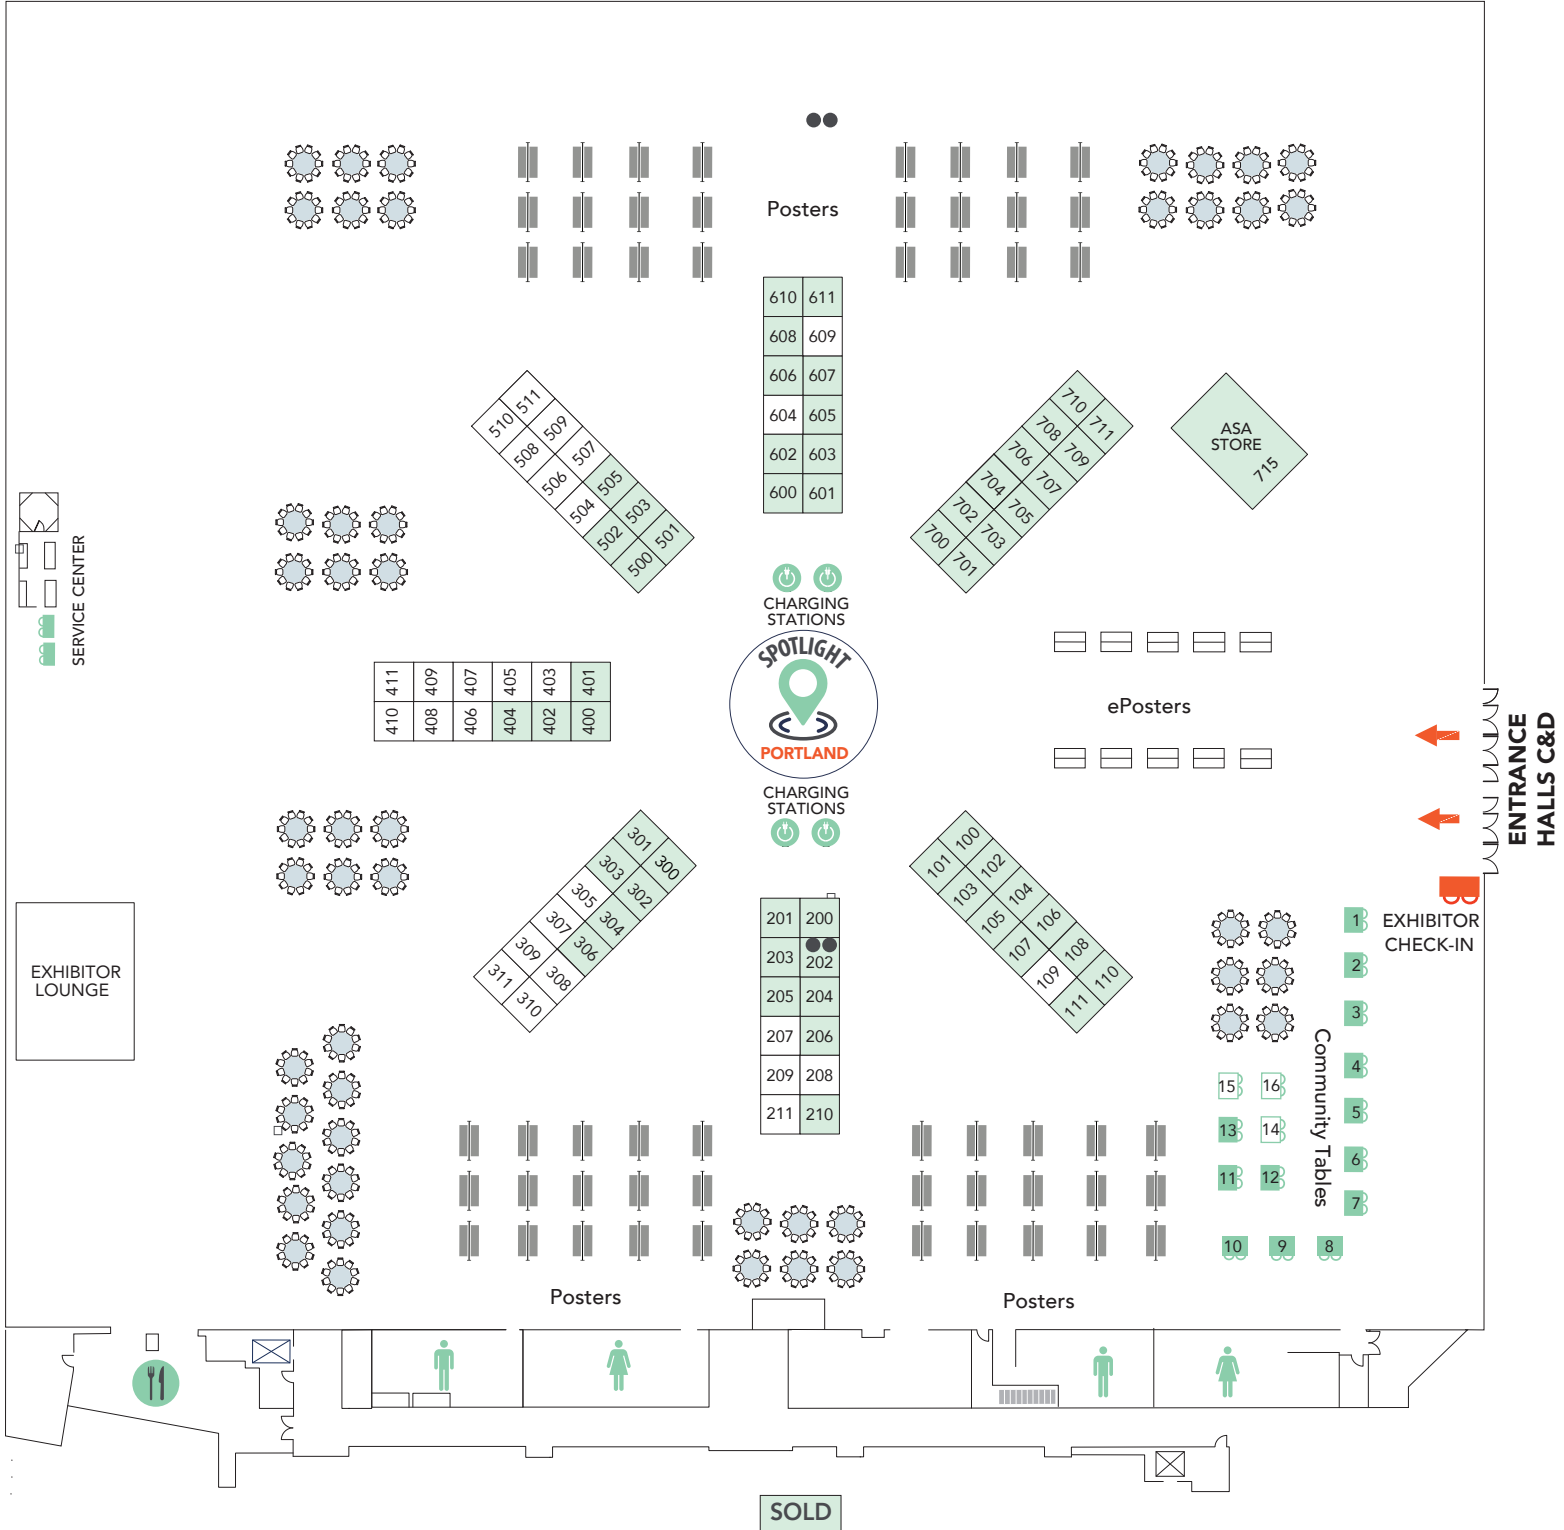 Posters
610 611
608 609
606 607
604 605
602 603
600 601
510 511
508 509
506 507
504 505
502 503
500 501
710 711
708 709
706 707
704 705
702 703
700 701
ASA
STORE
715
SERVICE CENTER
CHARGING
STATIONS
SPOTLIGHT
PORTLAND
CHARGING
STATIONS
411 409 407 405 403 401
410 408 406 404 402 400
ePosters
ENTRANCE
HALLS C&D
301 300
303 302
305 304
307 306
309 308
311 310
201 200
203 202
205 204
207 206
209 208
211 210
101 100
103 102
105 104
107 106
109 108
111 110
EXHIBITOR
CHECK-IN
EXHIBITOR
LOUNGE
Community Tables
1
2
3
4
5
6
7
15 16
13 14
11 12
10 9 8
Posters
Posters
SOLD